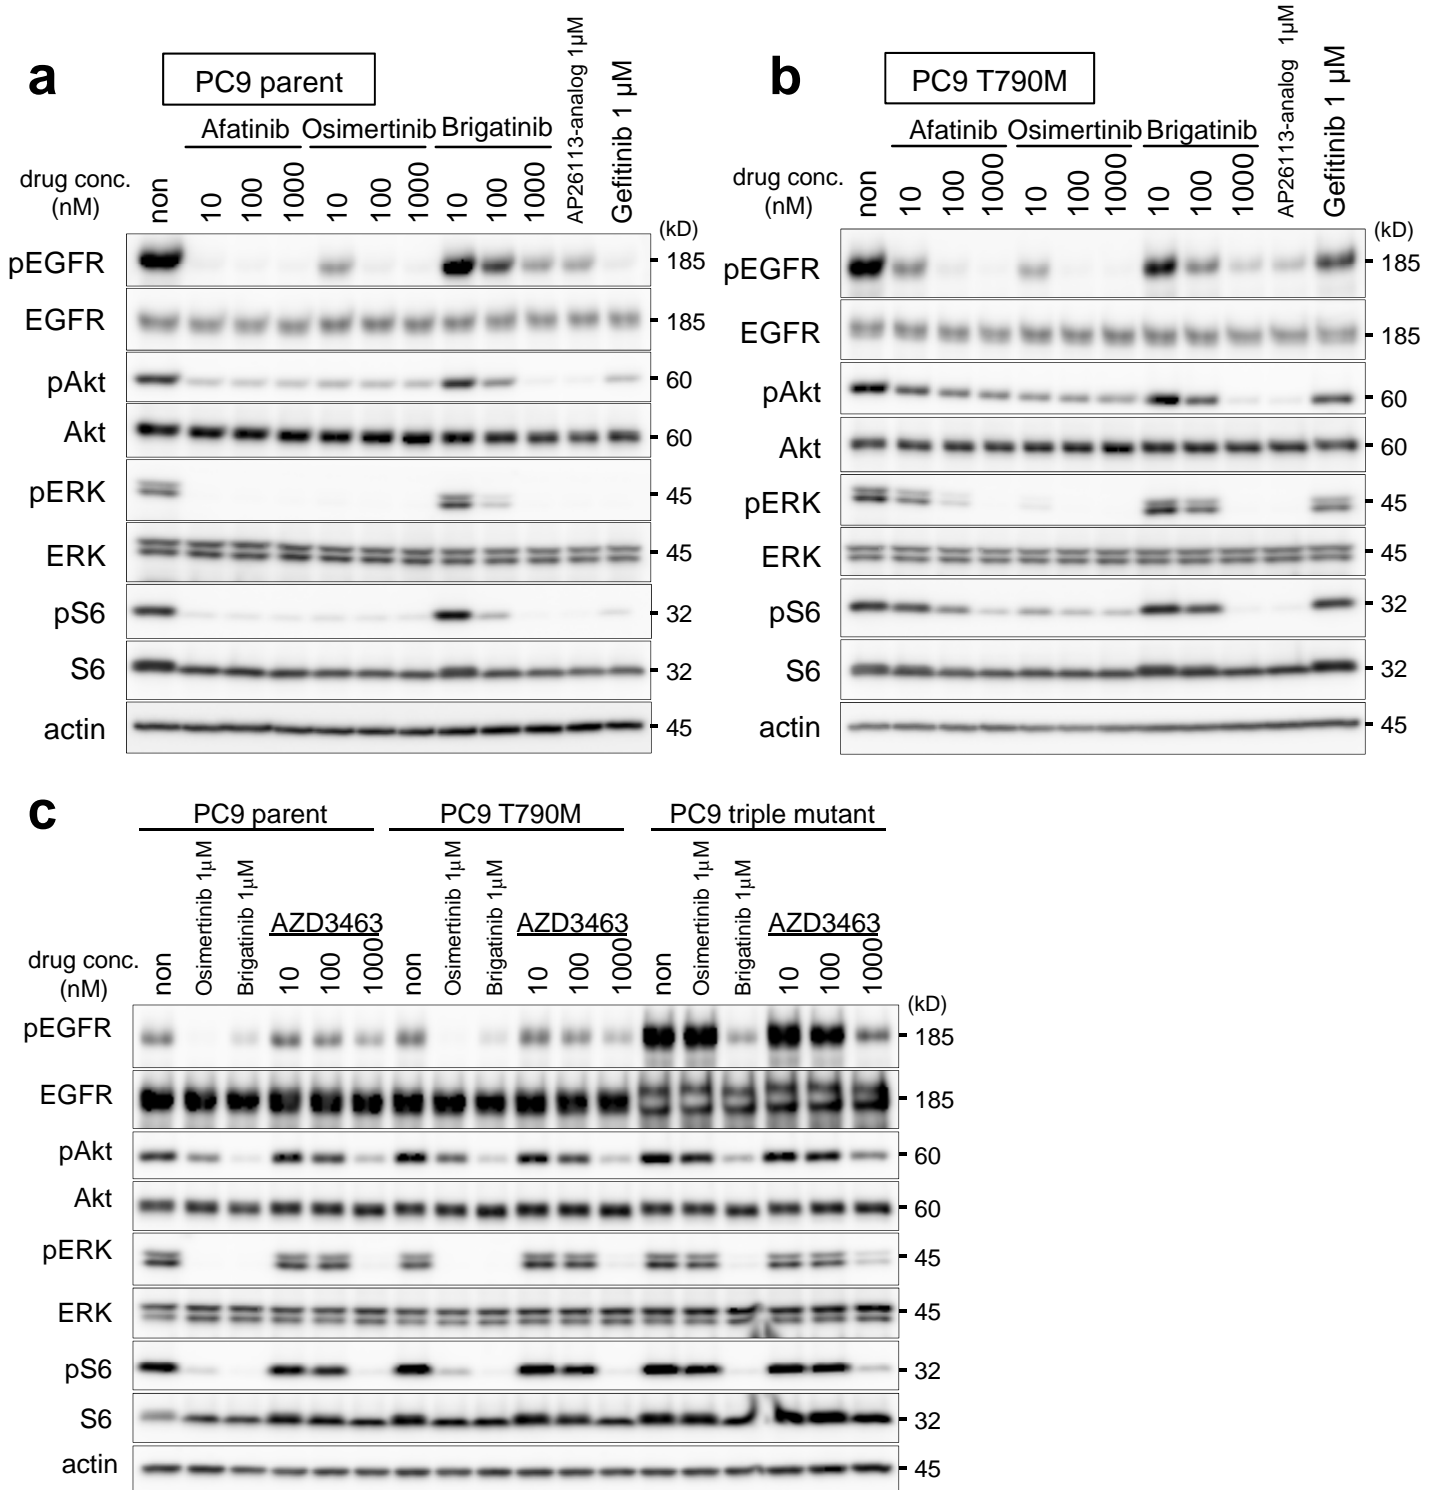 a
PC9 parent
Afatinib Osimertinib Brigatinib AP26113-analog 1µM Gefitinib 1 µM
drug conc.
(nM)
non 10 100 1000 10 100 1000 10 100 1000
(kD)
pEGFR 185
EGFR 185
pAkt 60
Akt 60
pERK 45
ERK 45
pS6 32
S6 32
actin 45
b
PC9 T790M
Afatinib Osimertinib Brigatinib AP26113-analog 1µM Gefitinib 1 µM
drug conc.
(nM)
non 10 100 1000 10 100 1000 10 100 1000
(kD)
pEGFR 185
EGFR 185
pAkt 60
Akt 60
pERK 45
ERK 45
pS6 32
S6 32
actin 45
c
PC9 parent PC9 T790M PC9 triple mutant
AZD3463 AZD3463 AZD3463
drug conc.
(nM)
non Osimertinib 1µM Brigatinib 1µM 10 100 1000 non Osimertinib 1µM Brigatinib 1µM 10 100 1000 non Osimertinib 1µM Brigatinib 1µM 10 100 1000
(kD)
pEGFR 185
EGFR 185
pAkt 60
Akt 60
pERK 45
ERK 45
pS6 32
S6 32
actin 45